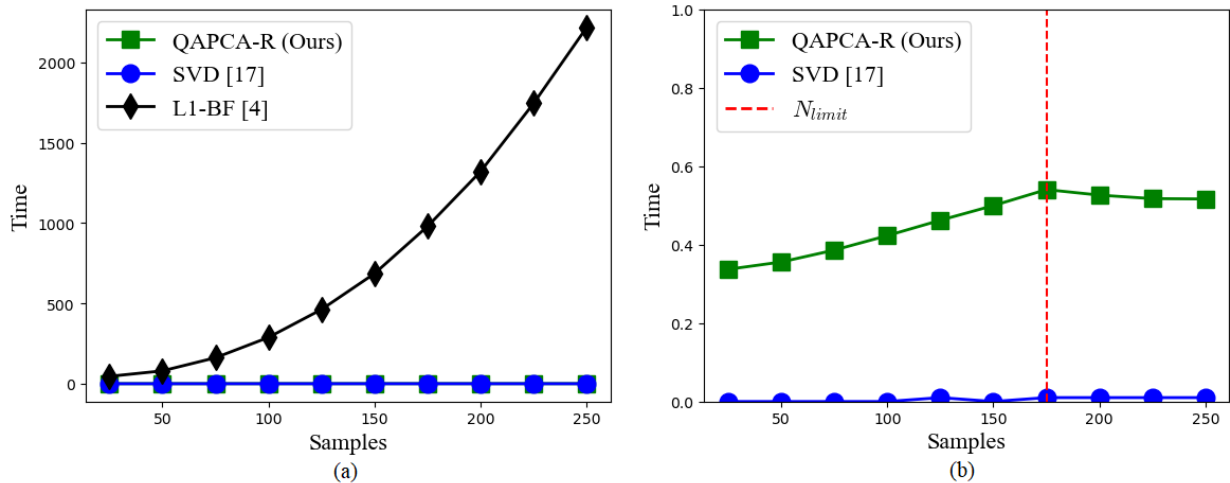 QAPCA-R (Ours)
SVD [17]
L1-BF [4]
2000
1500
1000
500
0
Time
50
100
150
200
250
Samples
(a)
QAPCA-R (Ours)
SVD [17]
N_{limit}
1.0
0.8
0.6
0.4
0.2
0.0
Time
50
100
150
200
250
Samples
(b)